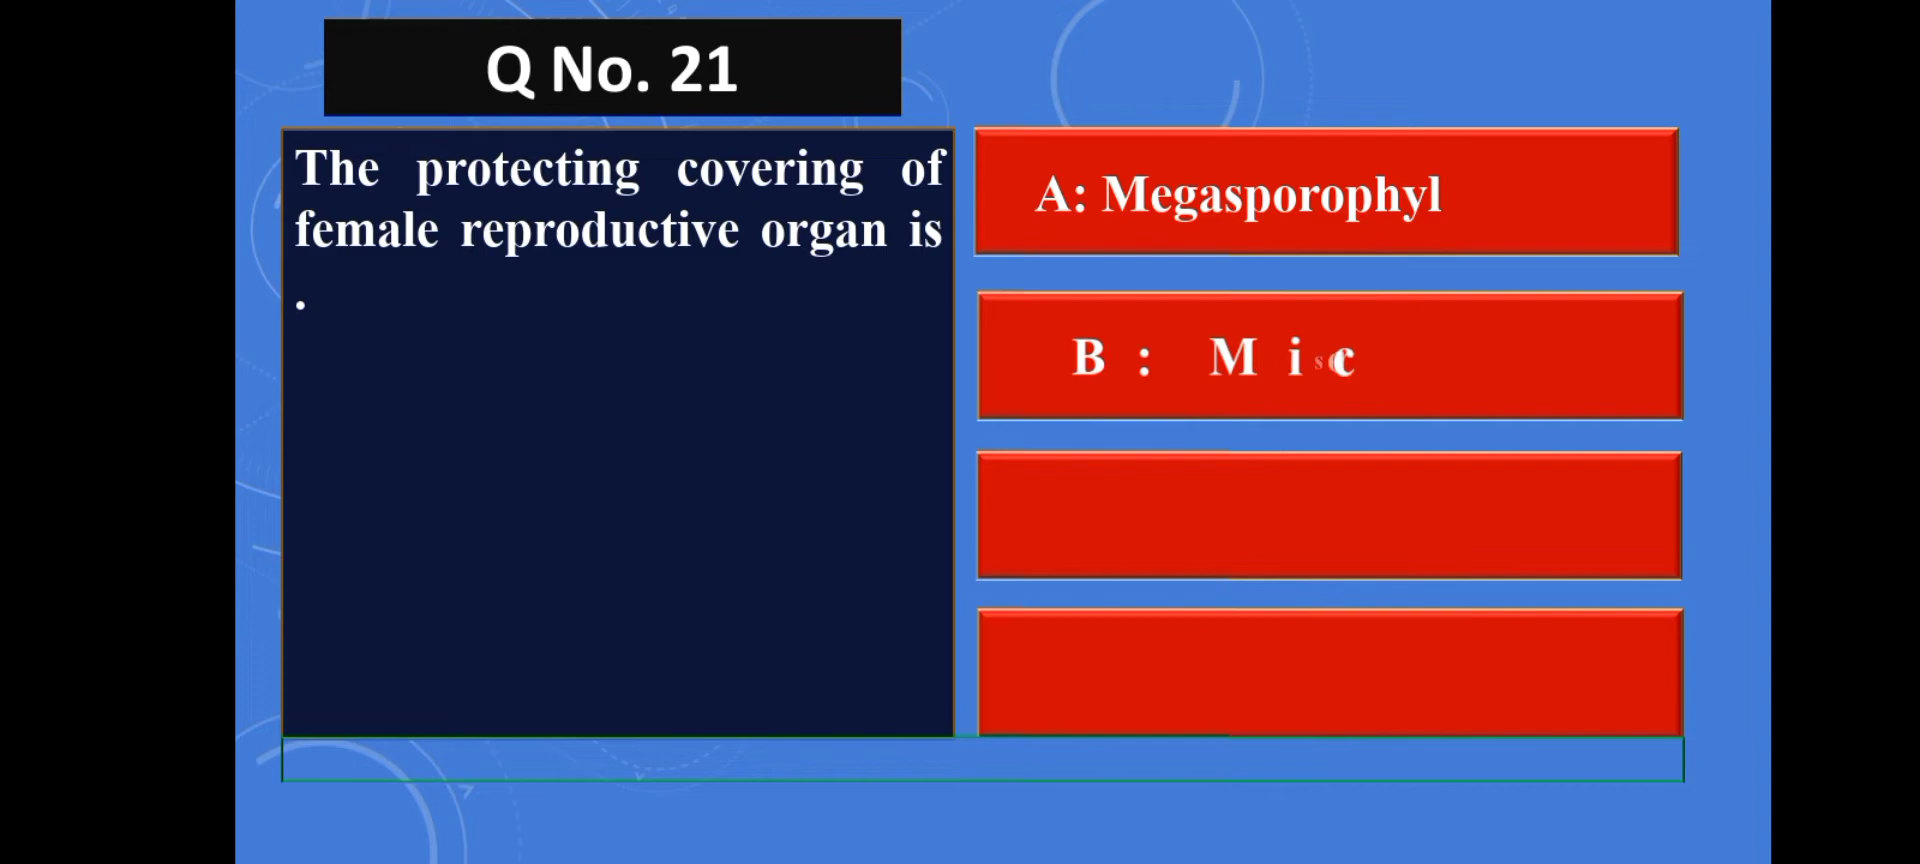 Q No. 21
The protecting covering of
female reproductive organ is
.
A: Megasporophyl
B : M i c